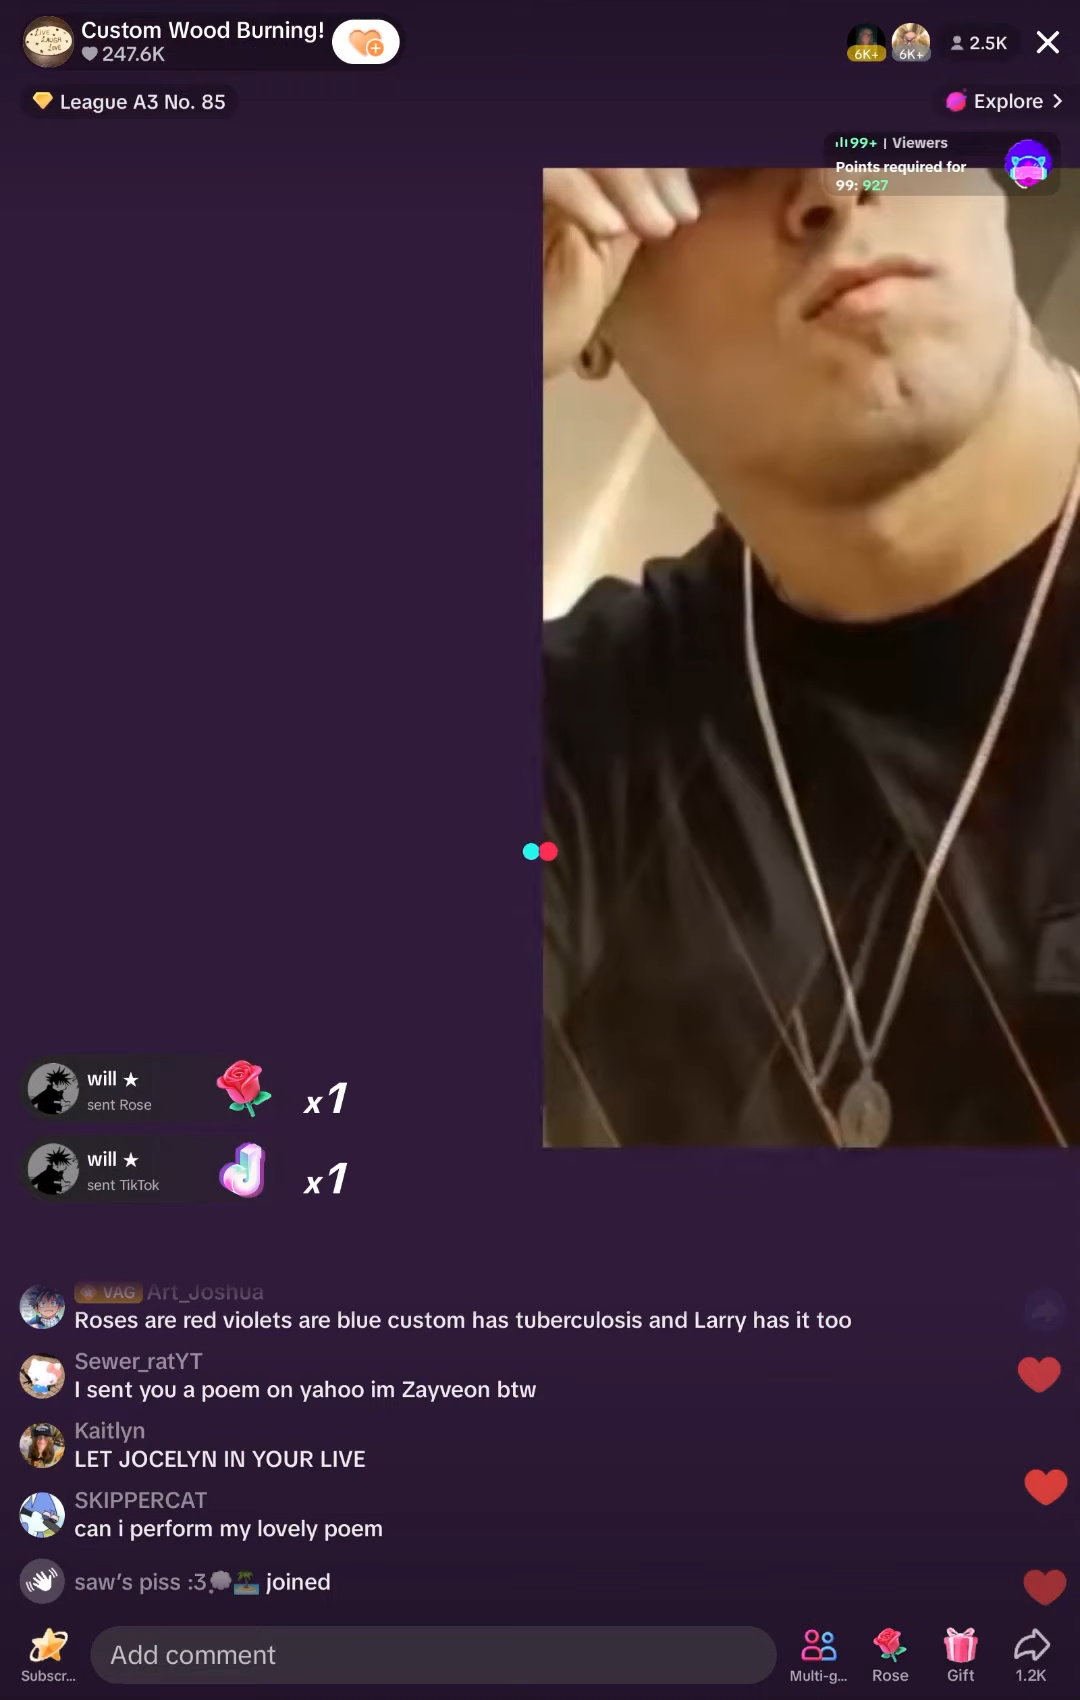 Custom Wood Burning!
247.6K
6K+
6K+
2.5K
League A3 No. 85
Explore
99+ | Viewers
Points required for
99: 927
will ★
sent Rose
x1
will ★
sent TikTok
x1
VAG Art_Joshua
Roses are red violets are blue custom has tuberculosis and Larry has it too
Sewer_ratYT
I sent you a poem on yahoo im Zayveon btw
Kaitlyn
LET JOCELYN IN YOUR LIVE
SKIPPERCAT
can i perform my lovely poem
saw's piss :3💭🏝️ joined
Add comment
Subscr...
Multi-g...
Rose
Gift
1.2K